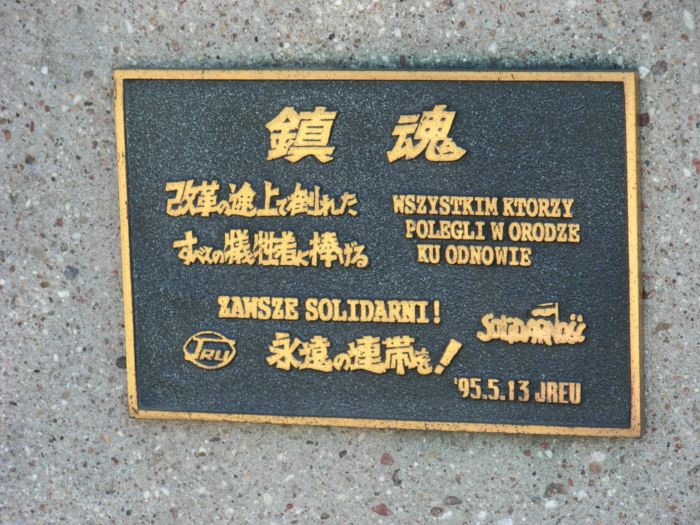 鎮魂
改革の途上で倒れた
すべての犠牲者に捧げる
WSZYSTKIM KTORZY
POLEGLI W ORODZE
KU ODNOWIE
ZAWSZE SOLIDARNI!
SOLIDARNOŚĆ
JRU
永遠の連帯を!
'95.5.13 JREU